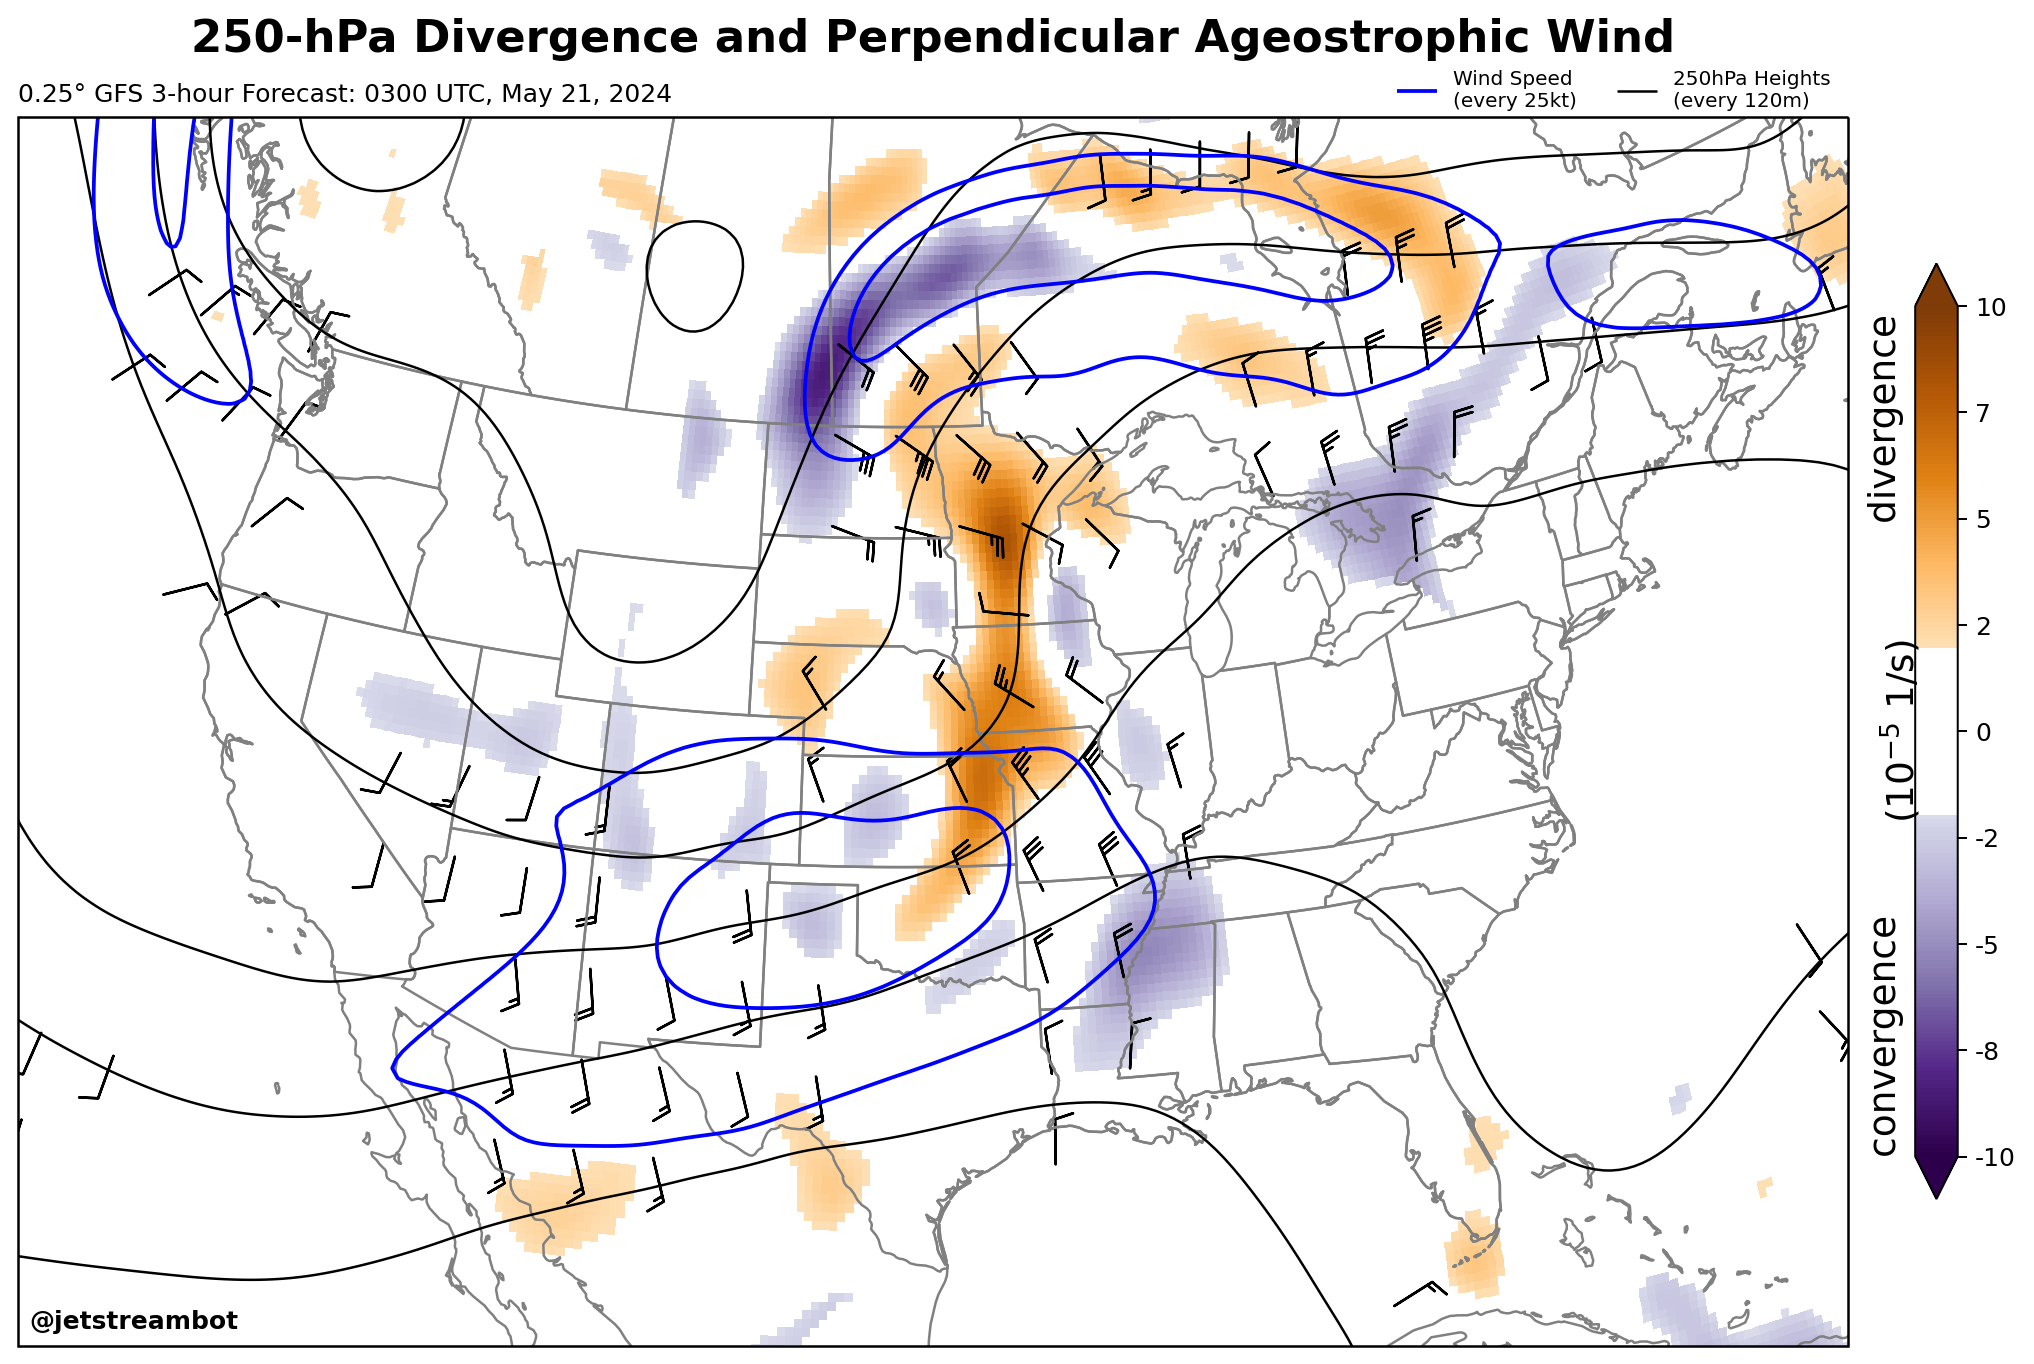 250-hPa Divergence and Perpendicular Ageostrophic Wind
0.25° GFS 3-hour Forecast: 0300 UTC, May 21, 2024
Wind Speed
(every 25kt)
250hPa Heights
(every 120m)
10
7
5
2
0
-2
-5
-8
-10
divergence
(10⁻⁵ 1/s)
convergence
@jetstreambot